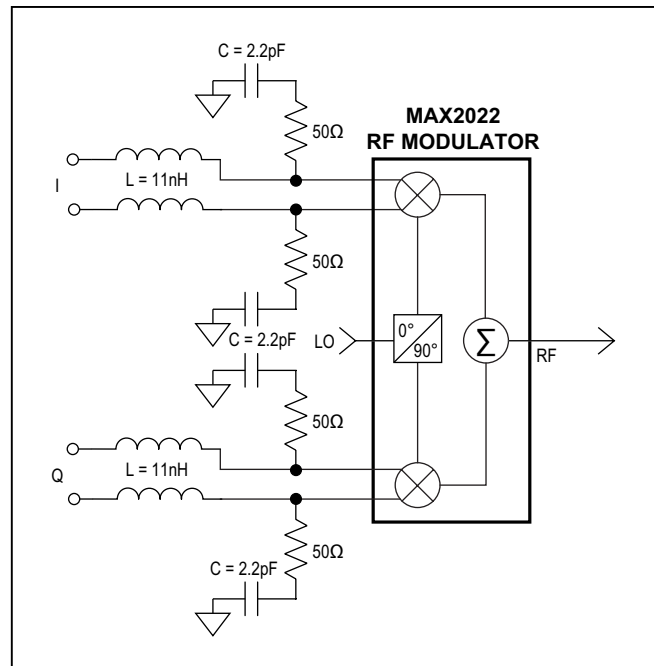 C = 2.2pF
50Ω
MAX2022
RF MODULATOR
L = 11nH
I
50Ω
C = 2.2pF
LO
0°
90°
Σ
RF
50Ω
L = 11nH
Q
50Ω
C = 2.2pF